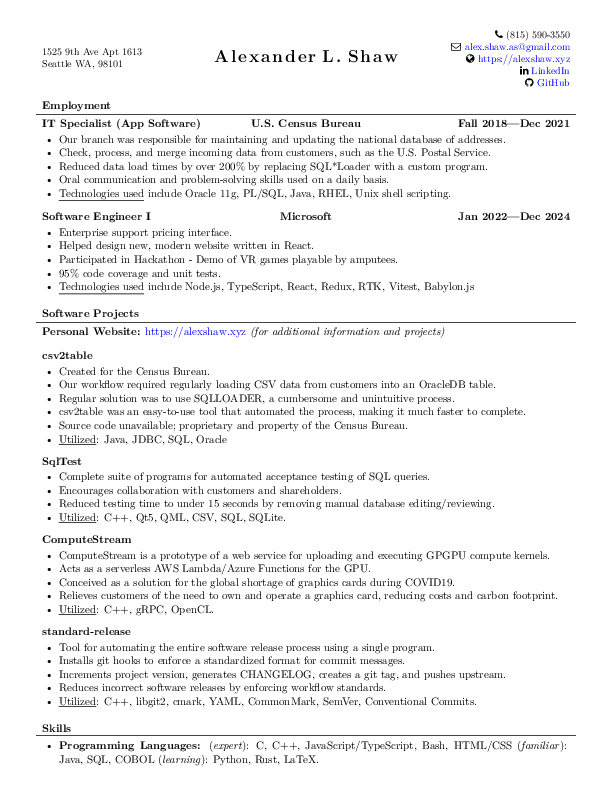 1525 9th Ave Apt 1613
Seattle WA, 98101
Alexander L. Shaw
(815) 590-3550
alex.shaw.as@gmail.com
https://alexshaw.xyz
LinkedIn
GitHub
Employment
IT Specialist (App Software) U.S. Census Bureau Fall 2018—Dec 2021
• Our branch was responsible for maintaining and updating the national database of addresses.
• Check, process, and merge incoming data from customers, such as the U.S. Postal Service.
• Reduced data load times by over 200% by replacing SQL*Loader with a custom program.
• Oral communication and problem-solving skills used on a daily basis.
• Technologies used include Oracle 11g, PL/SQL, Java, RHEL, Unix shell scripting.
Software Engineer I Microsoft Jan 2022—Dec 2024
• Enterprise support pricing interface.
• Helped design new, modern website written in React.
• Participated in Hackathon - Demo of VR games playable by amputees.
• 95% code coverage and unit tests.
• Technologies used include Node.js, TypeScript, React, Redux, RTK, Vitest, Babylon.js
Software Projects
Personal Website: https://alexshaw.xyz (for additional information and projects)
csv2table
• Created for the Census Bureau.
• Our workflow required regularly loading CSV data from customers into an OracleDB table.
• Regular solution was to use SQLLOADER, a cumbersome and unintuitive process.
• csv2table was an easy-to-use tool that automated the process, making it much faster to complete.
• Source code unavailable; proprietary and property of the Census Bureau.
• Utilized: Java, JDBC, SQL, Oracle
SqlTest
• Complete suite of programs for automated acceptance testing of SQL queries.
• Encourages collaboration with customers and shareholders.
• Reduced testing time to under 15 seconds by removing manual database editing/reviewing.
• Utilized: C++, Qt5, QML, CSV, SQL, SQLite.
ComputeStream
• ComputeStream is a prototype of a web service for uploading and executing GPGPU compute kernels.
• Acts as a serverless AWS Lambda/Azure Functions for the GPU.
• Conceived as a solution for the global shortage of graphics cards during COVID19.
• Relieves customers of the need to own and operate a graphics card, reducing costs and carbon footprint.
• Utilized: C++, gRPC, OpenCL.
standard-release
• Tool for automating the entire software release process using a single program.
• Installs git hooks to enforce a standardized format for commit messages.
• Increments project version, generates CHANGELOG, creates a git tag, and pushes upstream.
• Reduces incorrect software releases by enforcing workflow standards.
• Utilized: C++, libgit2, cmark, YAML, CommonMark, SemVer, Conventional Commits.
Skills
• Programming Languages: (expert): C, C++, JavaScript/TypeScript, Bash, HTML/CSS (familiar):
Java, SQL, COBOL (learning): Python, Rust, LaTeX.